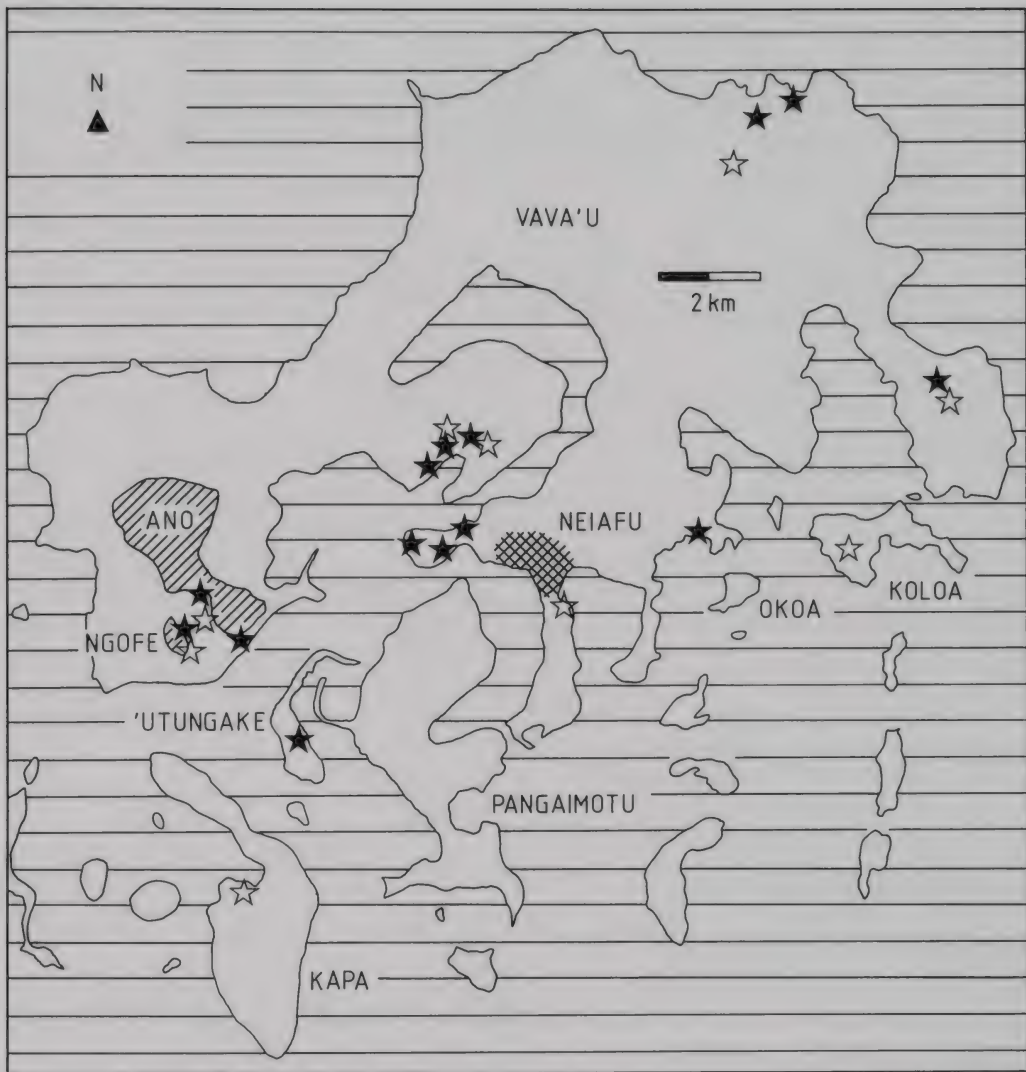 N
VAVA'U
2 km
ANO
NEIAFU
KOLOA
OKOA
NGOFE
'UTUNGAKE
PANGAIMOTU
KAPA